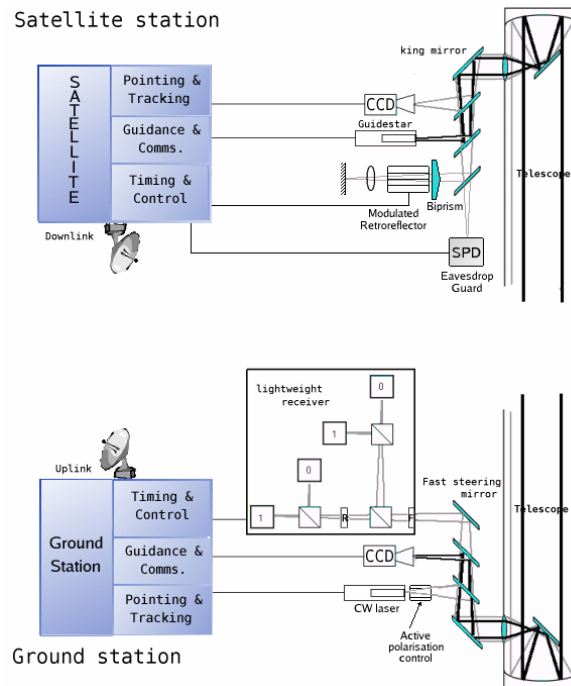 Satellite station
SATELLITE
Pointing &
Tracking
Guidance &
Comms.
Timing &
Control
Downlink
king mirror
CCD
Guidestar
Modulated
Retroreflector
Biprism
SPD
Eavesdrop
Guard
Telescope
lightweight
receiver
0
1
0
1
R
F
Uplink
Ground
Station
Timing &
Control
Guidance &
Comms.
Pointing &
Tracking
Fast steering
mirror
CCD
CW laser
Active
polarisation
control
Telescope
Ground station